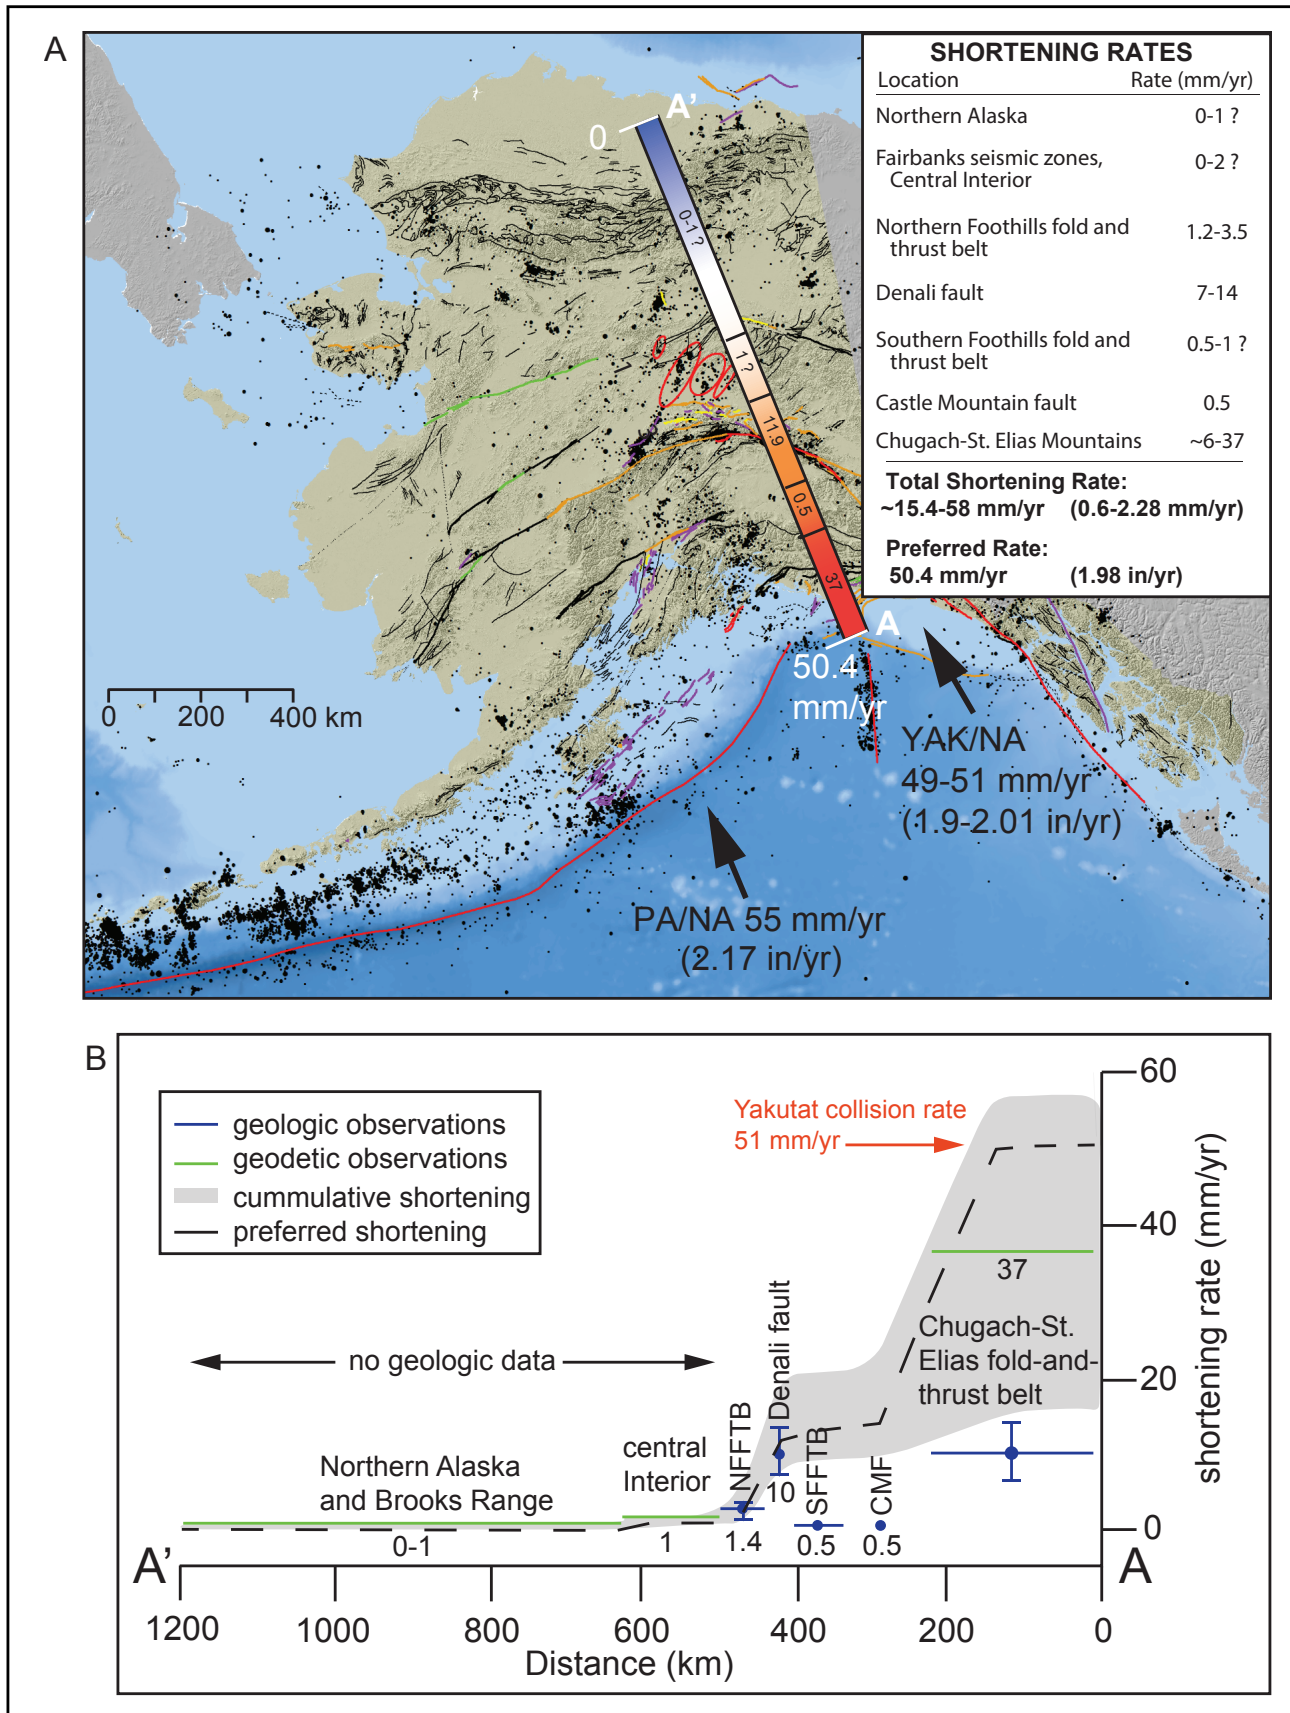 A
SHORTENING RATES
Location Rate (mm/yr)
Northern Alaska 0-1 ?
Fairbanks seismic zones, 0-2 ?
Central Interior
Northern Foothills fold and 1.2-3.5
thrust belt
Denali fault 7-14
Southern Foothills fold and 0.5-1 ?
thrust belt
Castle Mountain fault 0.5
Chugach-St. Elias Mountains ~6-37
Total Shortening Rate:
~15.4-58 mm/yr (0.6-2.28 mm/yr)
Preferred Rate:
50.4 mm/yr (1.98 in/yr)
A'
0
0-1 ?
1 ?
11.9
0.5
37
A
50.4
mm/yr
0 200 400 km
YAK/NA
49-51 mm/yr
(1.9-2.01 in/yr)
PA/NA 55 mm/yr
(2.17 in/yr)
B
geologic observations
geodetic observations
cummulative shortening
preferred shortening
Yakutat collision rate
51 mm/yr
60
40
20
0
shortening rate (mm/yr)
37
Chugach-St.
Elias fold-and-
thrust belt
no geologic data
Northern Alaska
and Brooks Range
0-1
central
Interior
1
NFFTB
1.4
Denali fault
10
SFFTB
0.5
CMF
0.5
A' A
1200 1000 800 600 400 200 0
Distance (km)